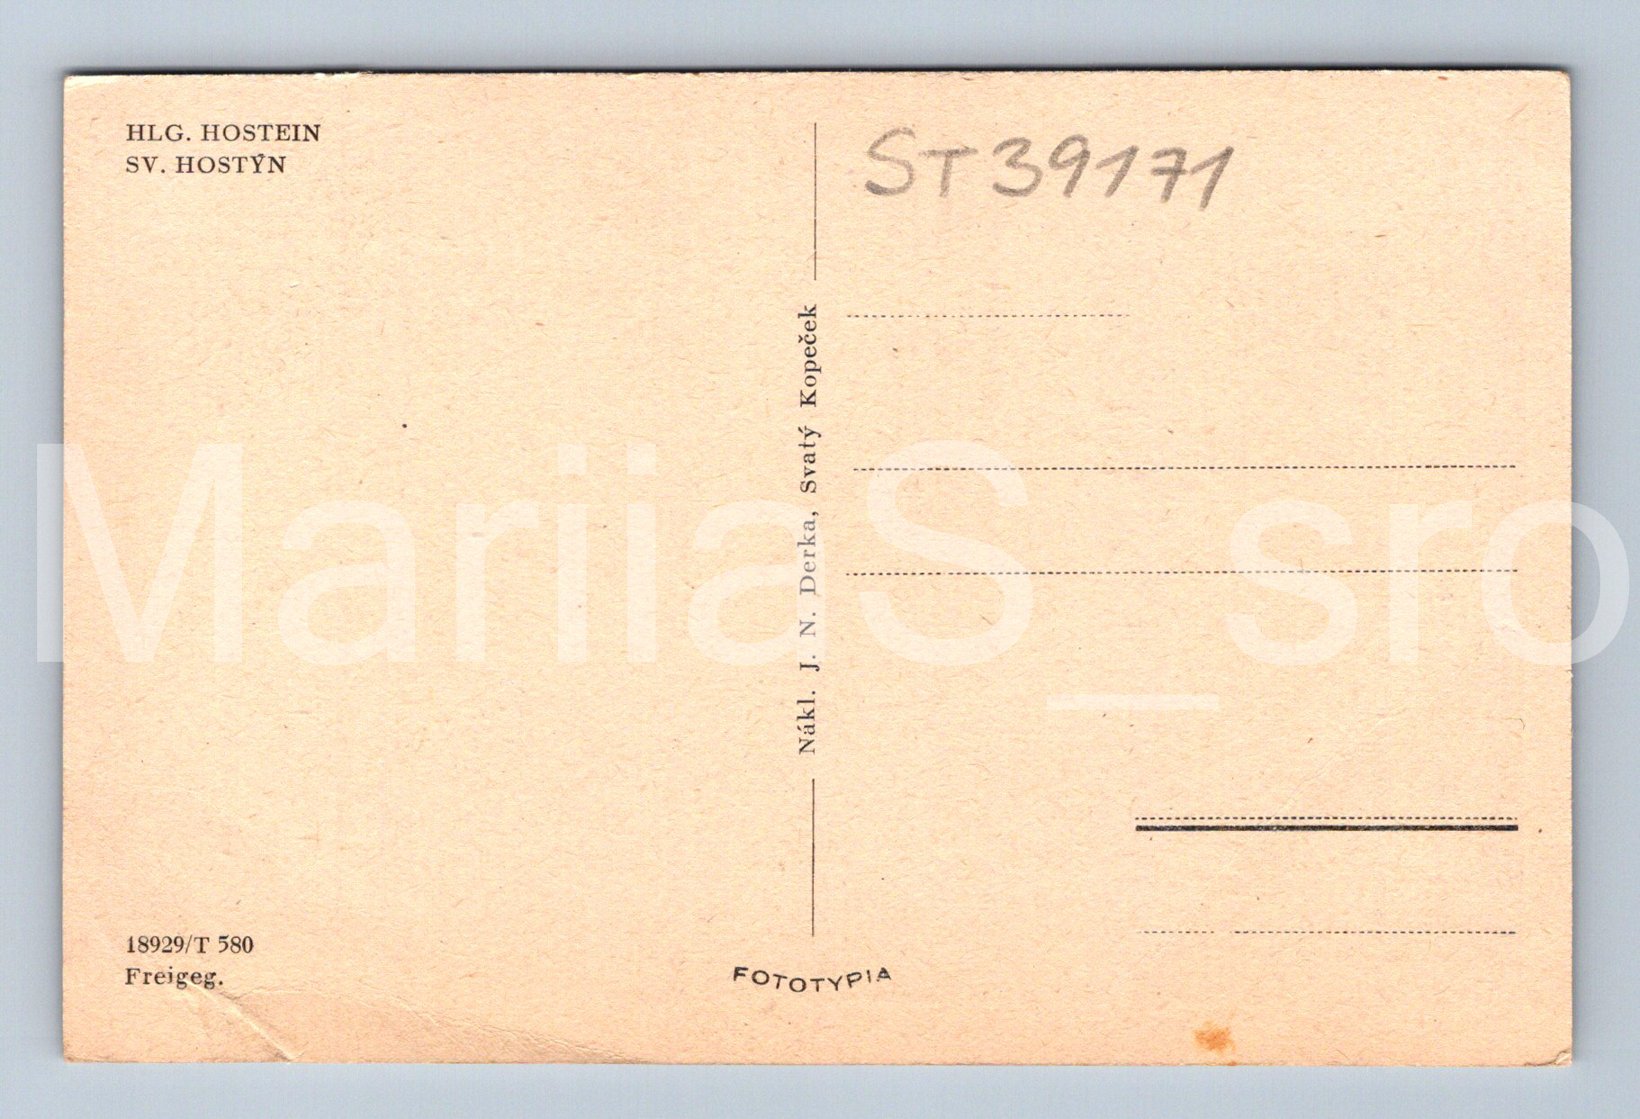 HLG. HOSTEIN
SV. HOSTÝN
ST39171
Nákl. J. N. Derka, Svatý Kopeček
MariiaS_sro
18929/T 580
Freigeg.
FOTOTYPIA